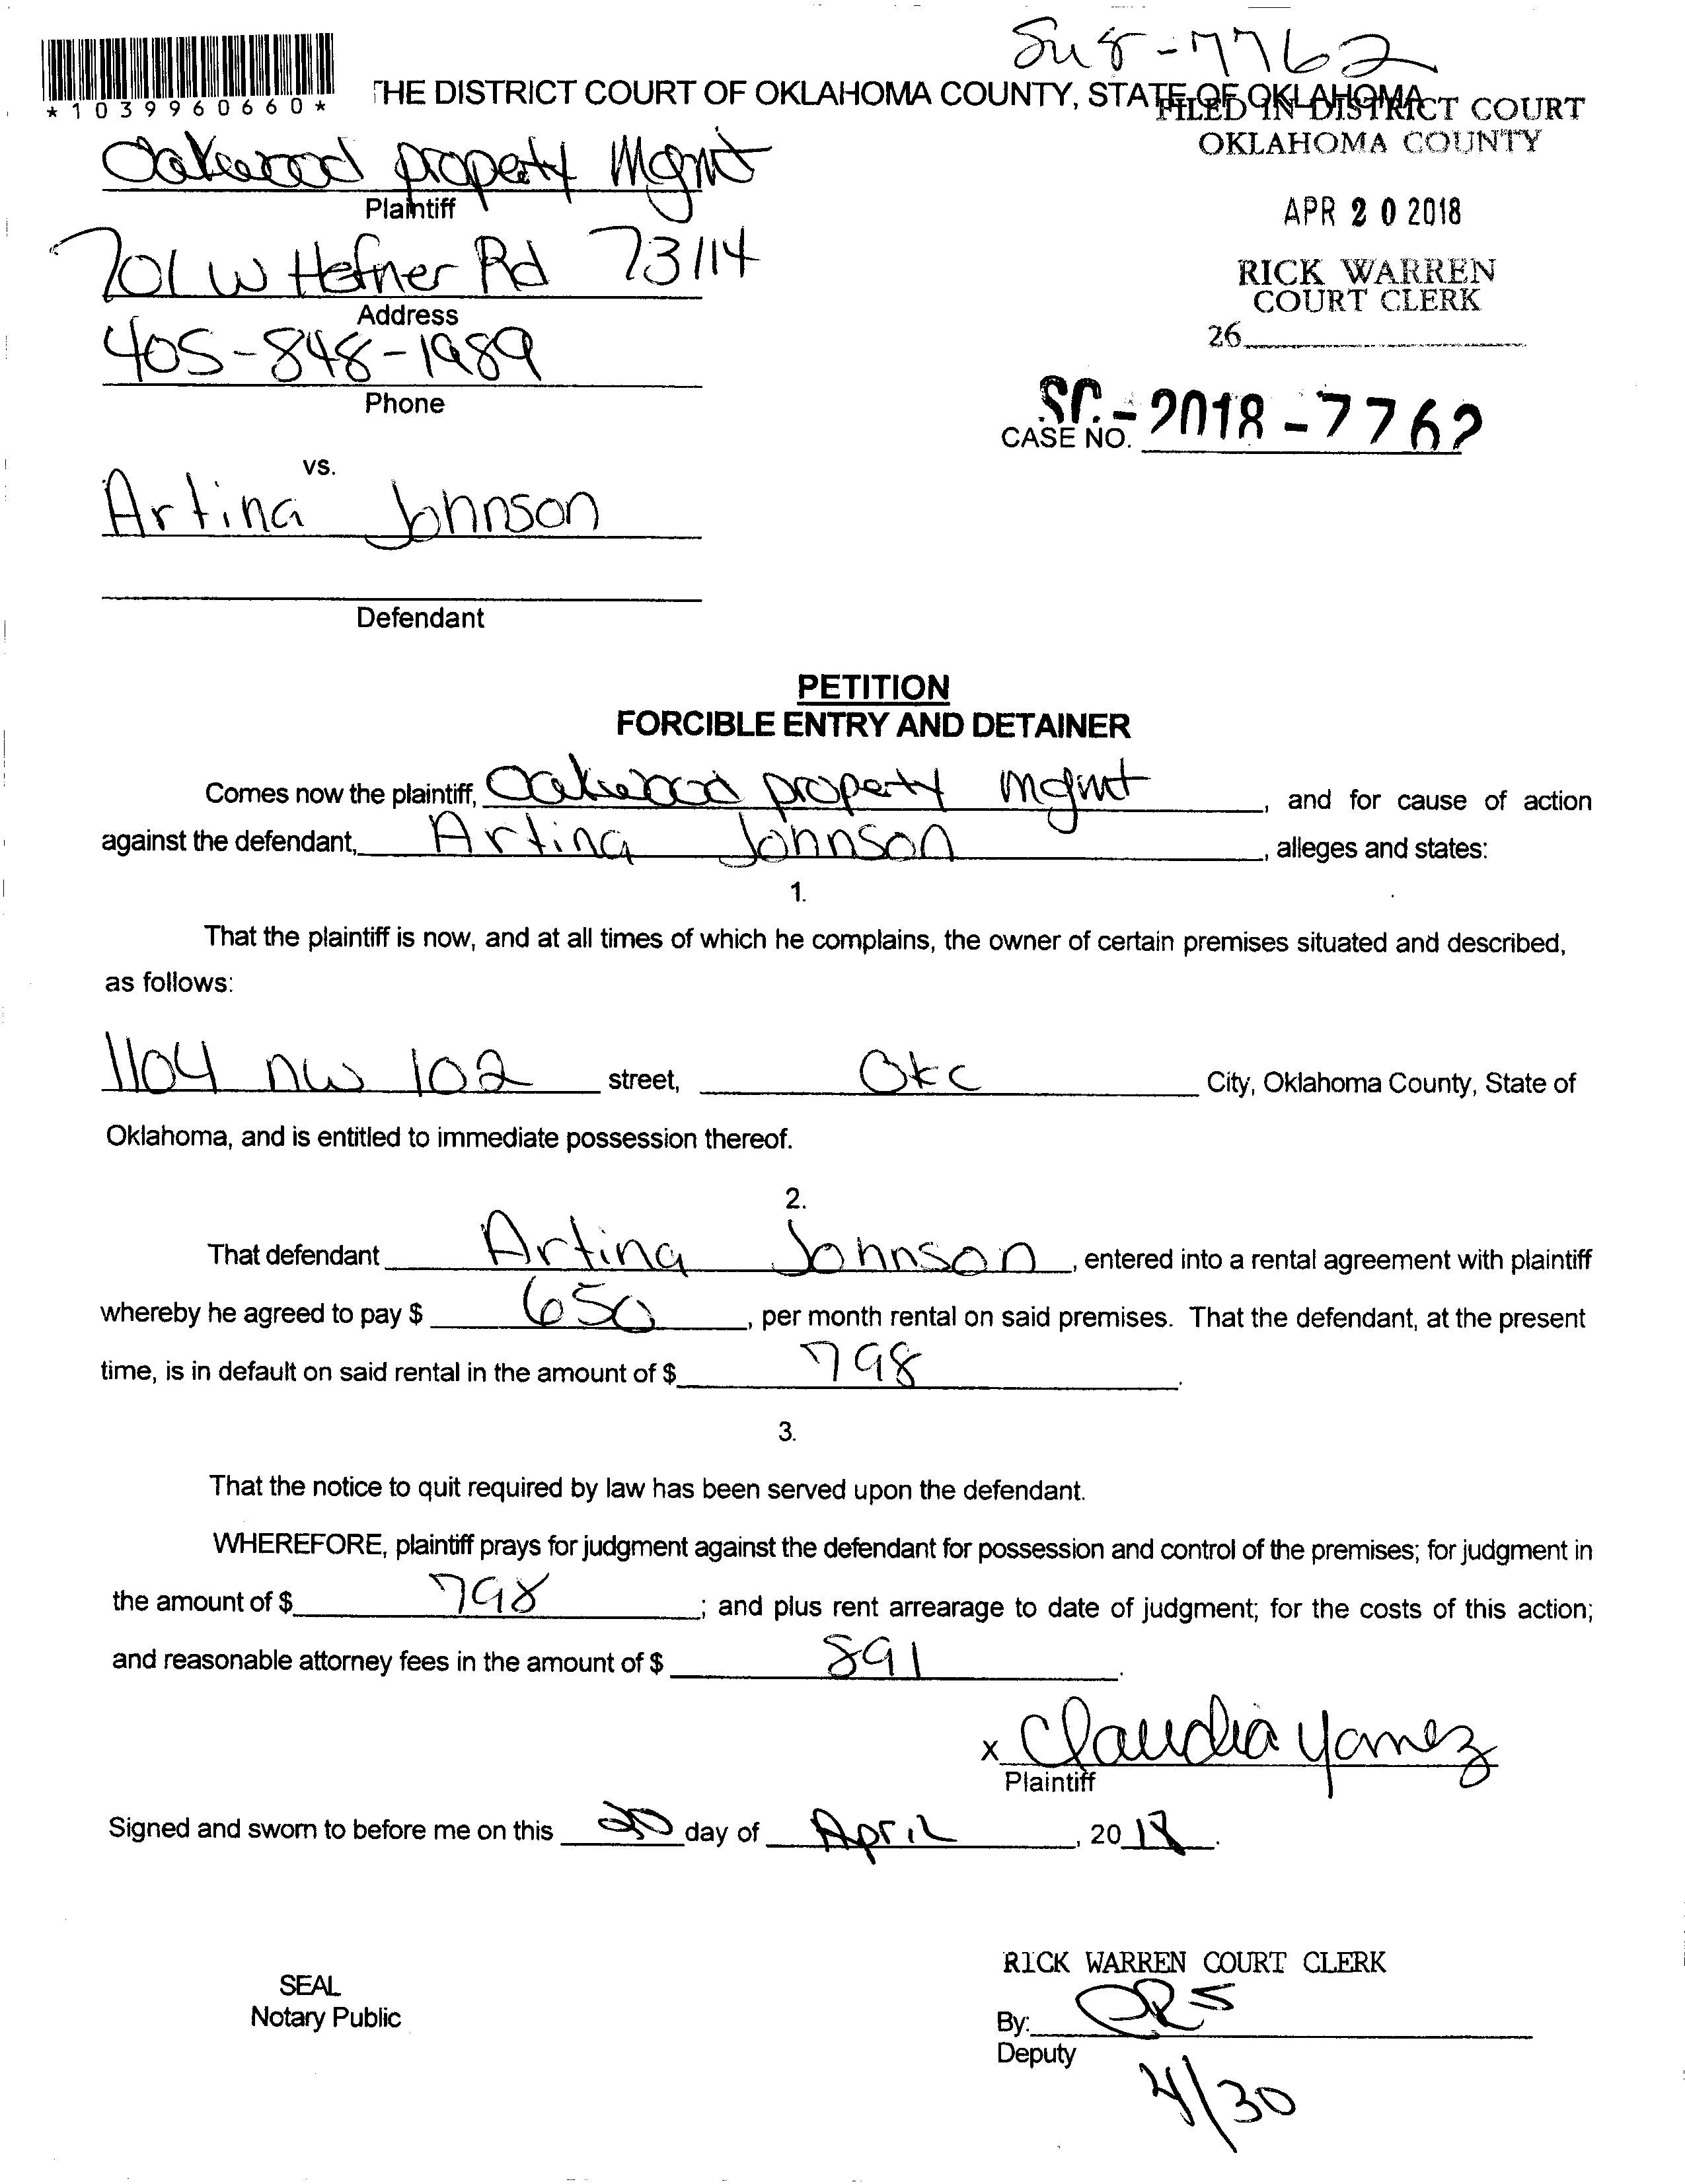 Su 8-7762
*1039960660*
THE DISTRICT COURT OF OKLAHOMA COUNTY, STATE OF OKLAHOMA
FILED IN DISTRICT COURT
OKLAHOMA COUNTY
Oakwood property Mgmt
Plaintiff
APR 20 2018
701 W Hefner Rd 73114
Address
RICK WARREN
COURT CLERK
26
405-848-1989
Phone
SC-2018-7762
CASE NO.
vs.
Artina Johnson
Defendant
PETITION
FORCIBLE ENTRY AND DETAINER
Comes now the plaintiff, Oakwood property mgmt, and for cause of action
against the defendant, Artina Johnson, alleges and states:
1.
That the plaintiff is now, and at all times of which he complains, the owner of certain premises situated and described,
as follows:
1104 nw 102 street, Okc City, Oklahoma County, State of
Oklahoma, and is entitled to immediate possession thereof.
2.
That defendant Artina Johnson, entered into a rental agreement with plaintiff
whereby he agreed to pay $ 650, per month rental on said premises. That the defendant, at the present
time, is in default on said rental in the amount of $ 798.
3.
That the notice to quit required by law has been served upon the defendant.
WHEREFORE, plaintiff prays for judgment against the defendant for possession and control of the premises; for judgment in
the amount of $ 798; and plus rent arrearage to date of judgment; for the costs of this action;
and reasonable attorney fees in the amount of $ 891.
x Claudia Yanez
Plaintiff
Signed and sworn to before me on this 20 day of April, 2018.
RICK WARREN COURT CLERK
SEAL
Notary Public
By:
Deputy
4/30